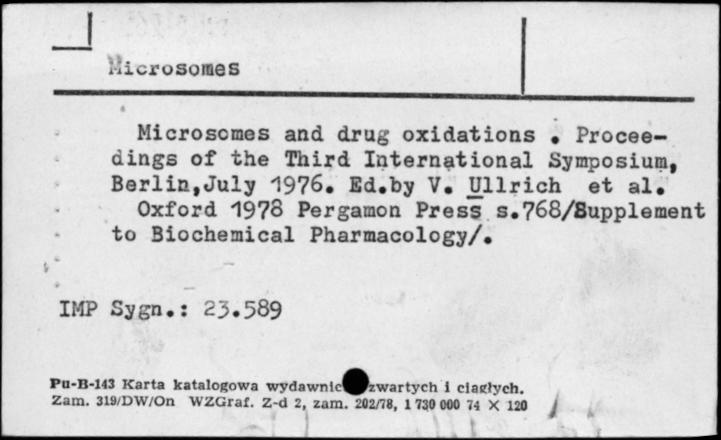 Microsomes
Microsomes and drug oxidations . Procee-
dings of the Third International Symposium,
Berlin,July 1976. Ed.by V. Ullrich et al.
Oxford 1978 Pergamon Press s.768/Supplement
to Biochemical Pharmacology/.
IMP Sygn.: 23.589
Pu-B-143 Karta katalogowa wydawnic zwartych i ciągłych.
Zam. 319/DW/On WZGraf. Z-d 2, zam. 202/78, 1 730 000 74 X 120